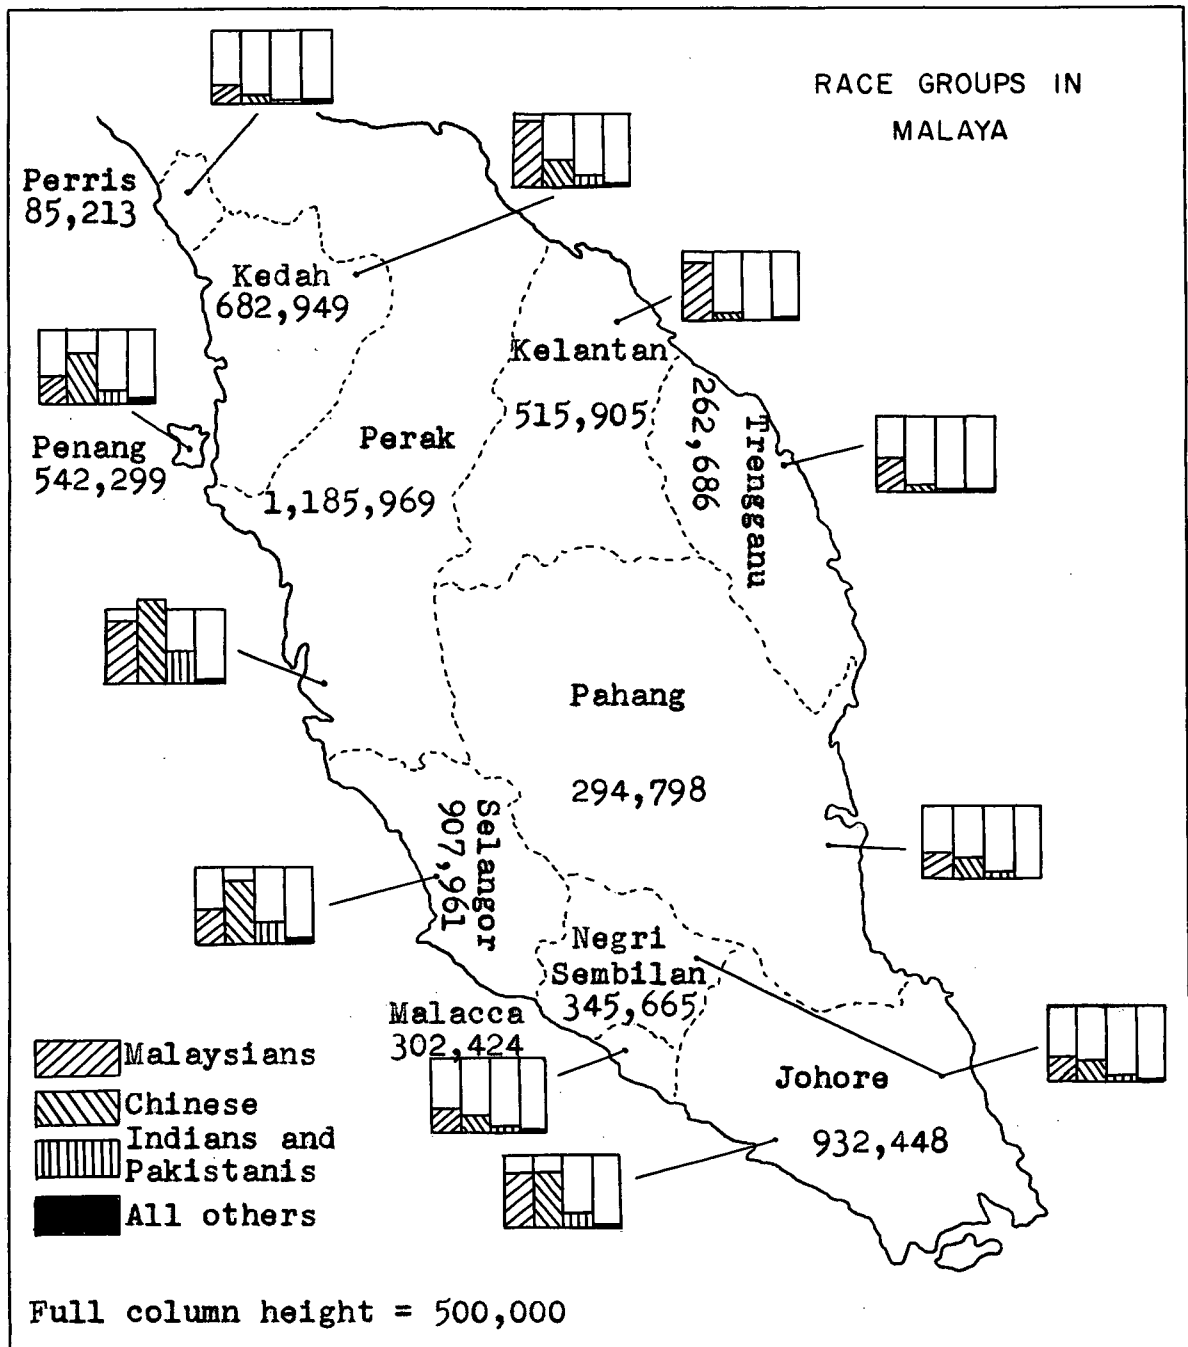 RACE GROUPS IN
MALAYA
Perris
85,213
Kedah
682,949
Kelantan
515,905
Trengganu
262,686
Penang
542,299
Perak
1,185,969
Pahang
294,798
Selangor
907,961
Negri
Sembilan
345,665
Malacca
302,424
Johore
932,448
Malaysians
Chinese
Indians and
Pakistanis
All others
Full column height = 500,000